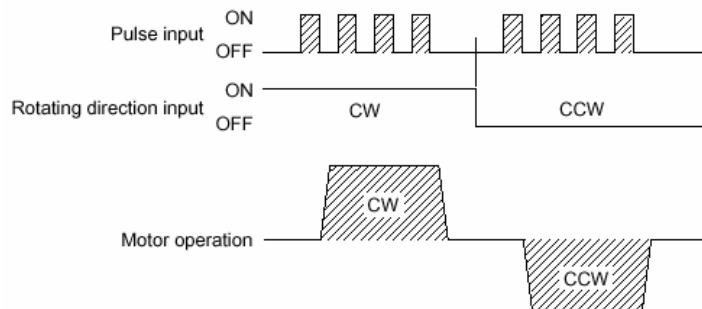 ON
Pulse input
OFF
ON
Rotating direction input
CW
CCW
OFF
CW
Motor operation
CCW